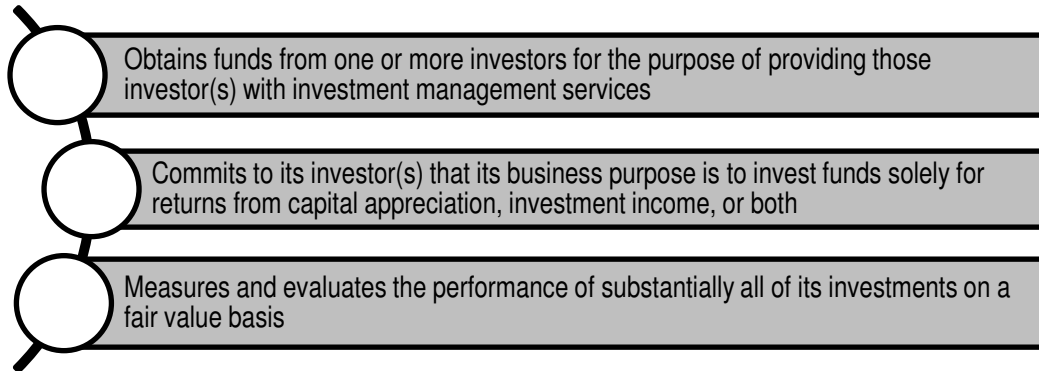 Obtains funds from one or more investors for the purpose of providing those
investor(s) with investment management services
Commits to its investor(s) that its business purpose is to invest funds solely for
returns from capital appreciation, investment income, or both
Measures and evaluates the performance of substantially all of its investments on a
fair value basis